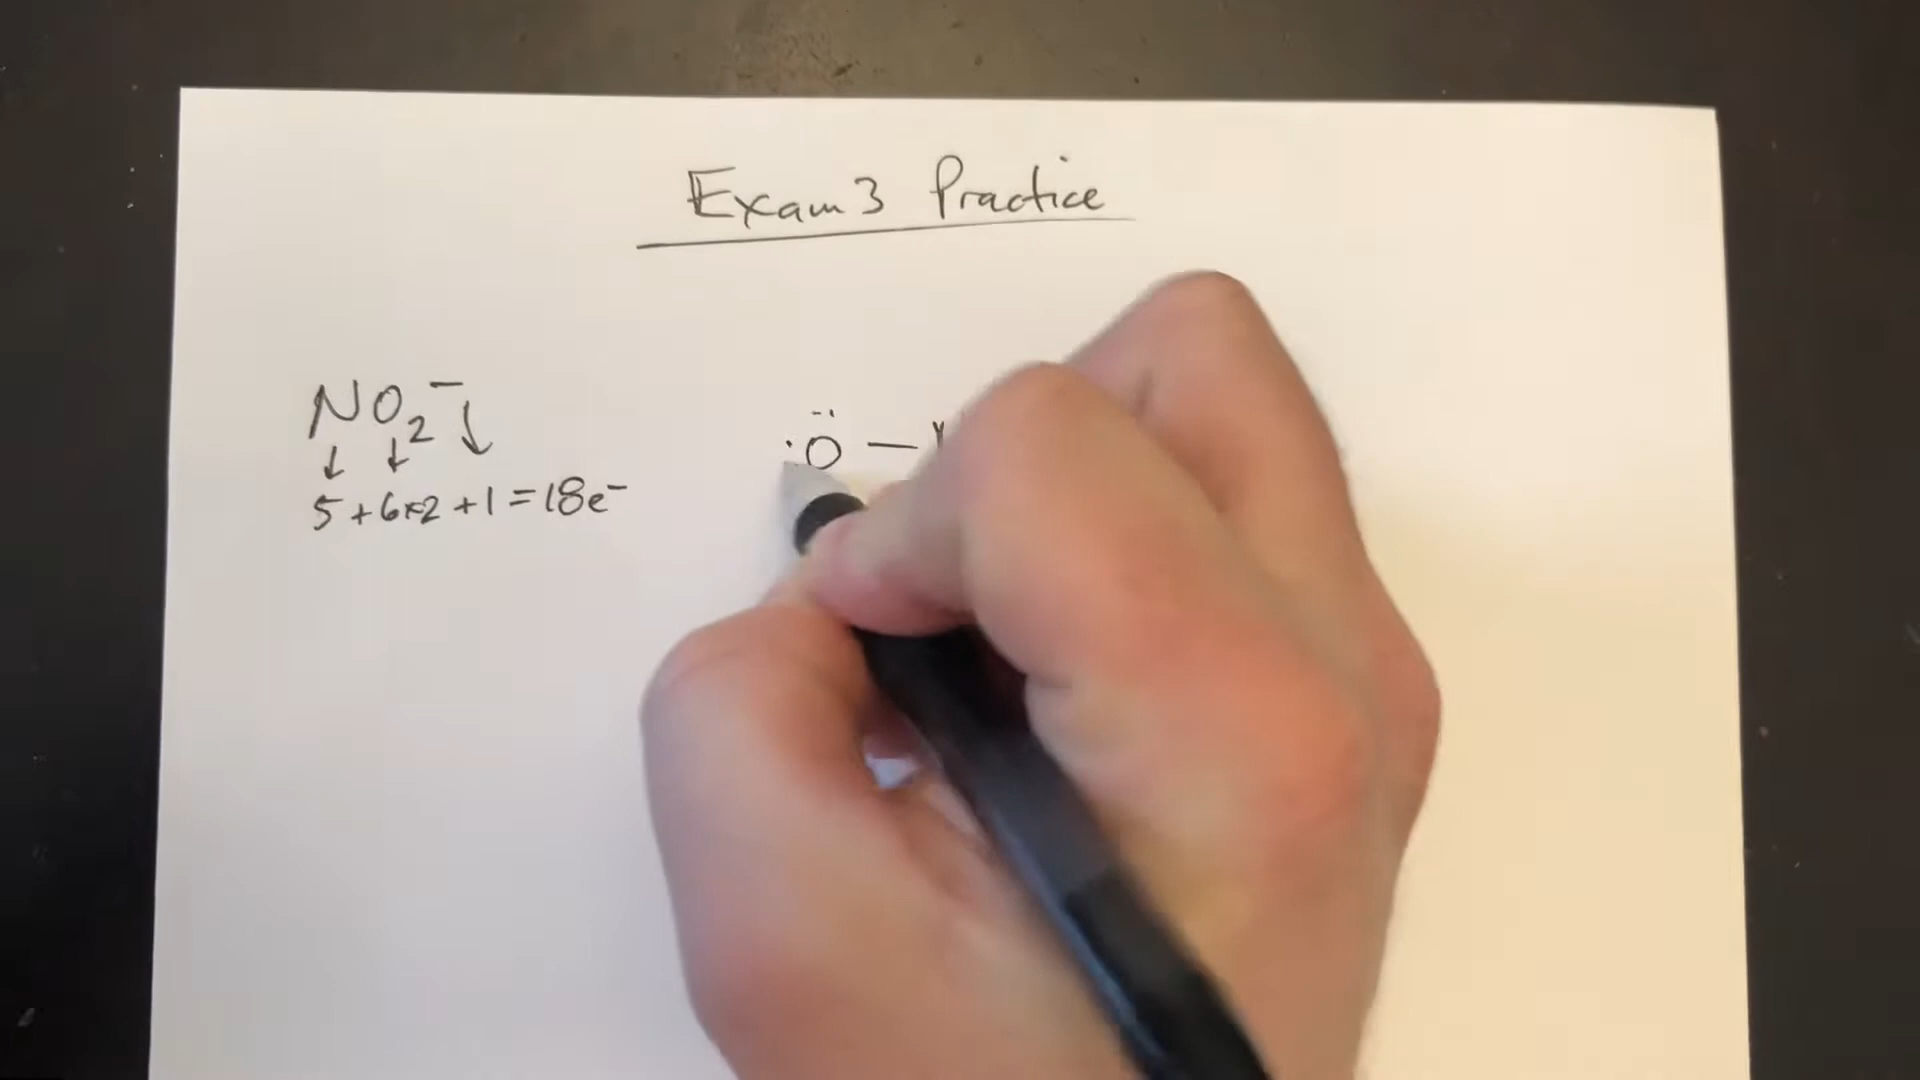 Exam 3 Practice
NO₂⁻
↓ ↓ ↓
5+6×2+1=18e⁻
O —